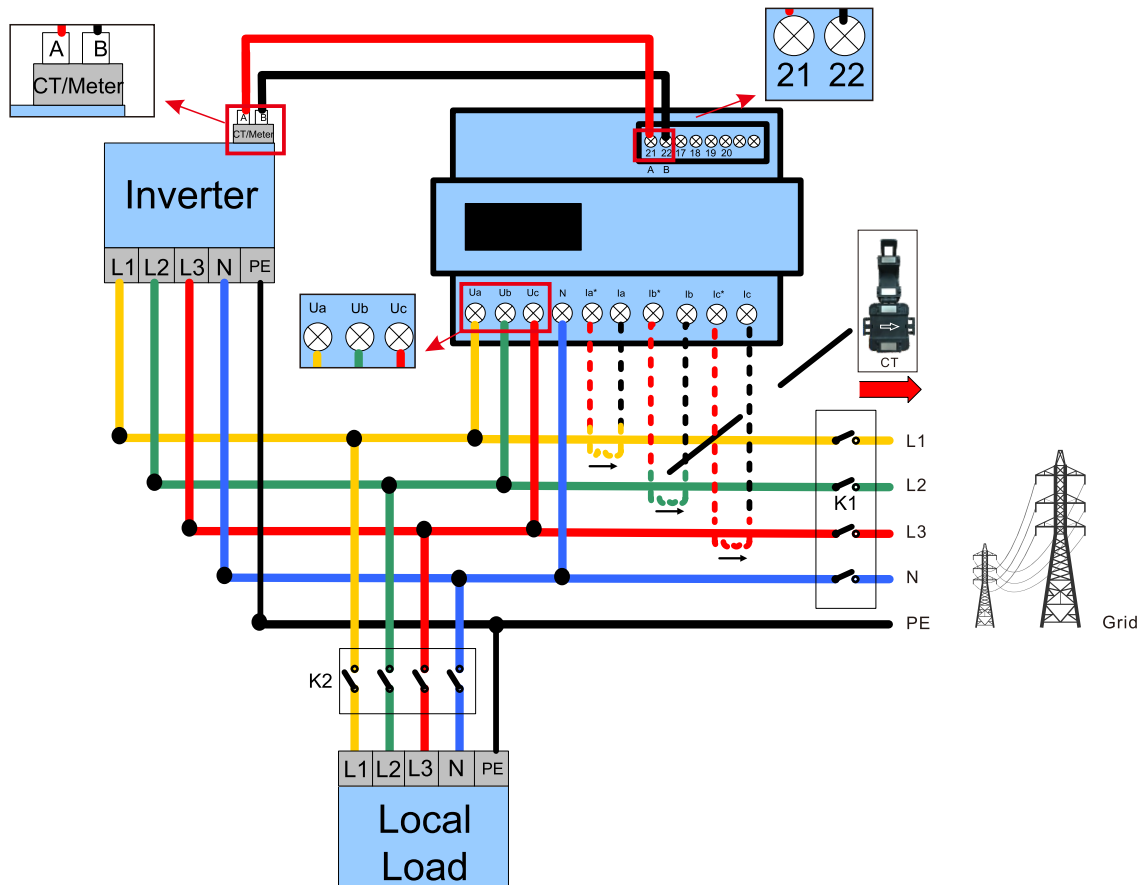 A B
CT/Meter
21 22
A B
CT/Meter
21 22 17 18 19 20
A B
Inverter
L1 L2 L3 N PE
Ua Ub Uc
Ua Ub Uc N Ia* Ia Ib* Ib Ic* Ic
CT
L1
L2
K1
L3
N
PE
Grid
K2
L1 L2 L3 N PE
Local
Load